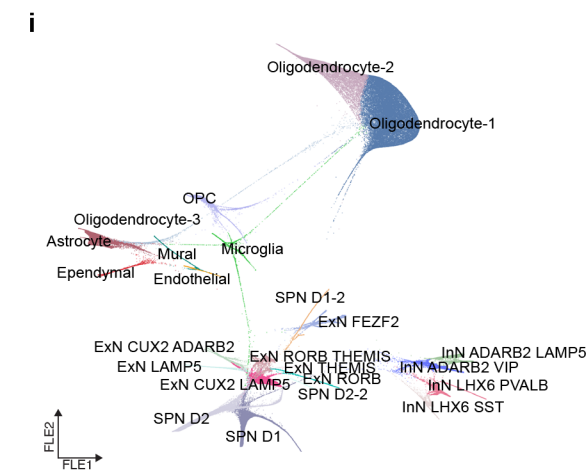 i
Oligodendrocyte-2
Oligodendrocyte-1
OPC
Oligodendrocyte-3
Astrocyte
Mural
Microglia
Ependymal
Endothelial
SPN D1-2
ExN FEZF2
ExN CUX2 ADARB2
ExN RORB THEMIS
InN ADARB2 LAMP5
ExN LAMP5
ExN THEMIS
InN ADARB2 VIP
ExN CUX2 LAMP5
ExN RORB
InN LHX6 PVALB
SPN D2-2
InN LHX6 SST
SPN D2
SPN D1
FLE2
FLE1